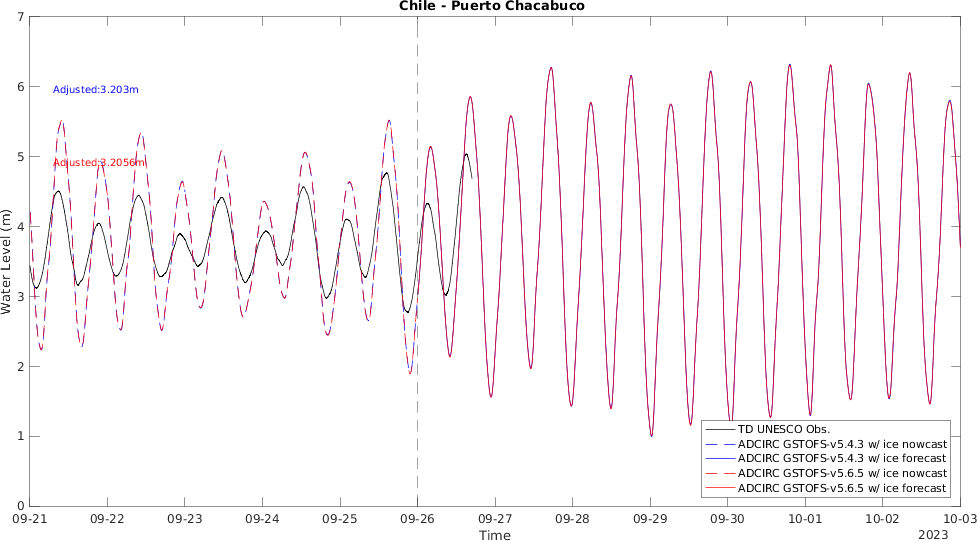 Chile - Puerto Chacabuco
7
6
5
4
3
2
1
0
Water Level (m)
Adjusted:3.203m
Adjusted:3.2056m
TD UNESCO Obs.
ADCIRC GSTOFS-v5.4.3 w/ ice nowcast
ADCIRC GSTOFS-v5.4.3 w/ ice forecast
ADCIRC GSTOFS-v5.6.5 w/ ice nowcast
ADCIRC GSTOFS-v5.6.5 w/ ice forecast
09-21 09-22 09-23 09-24 09-25 09-26 09-27 09-28 09-29 09-30 10-01 10-02 10-03
Time
2023